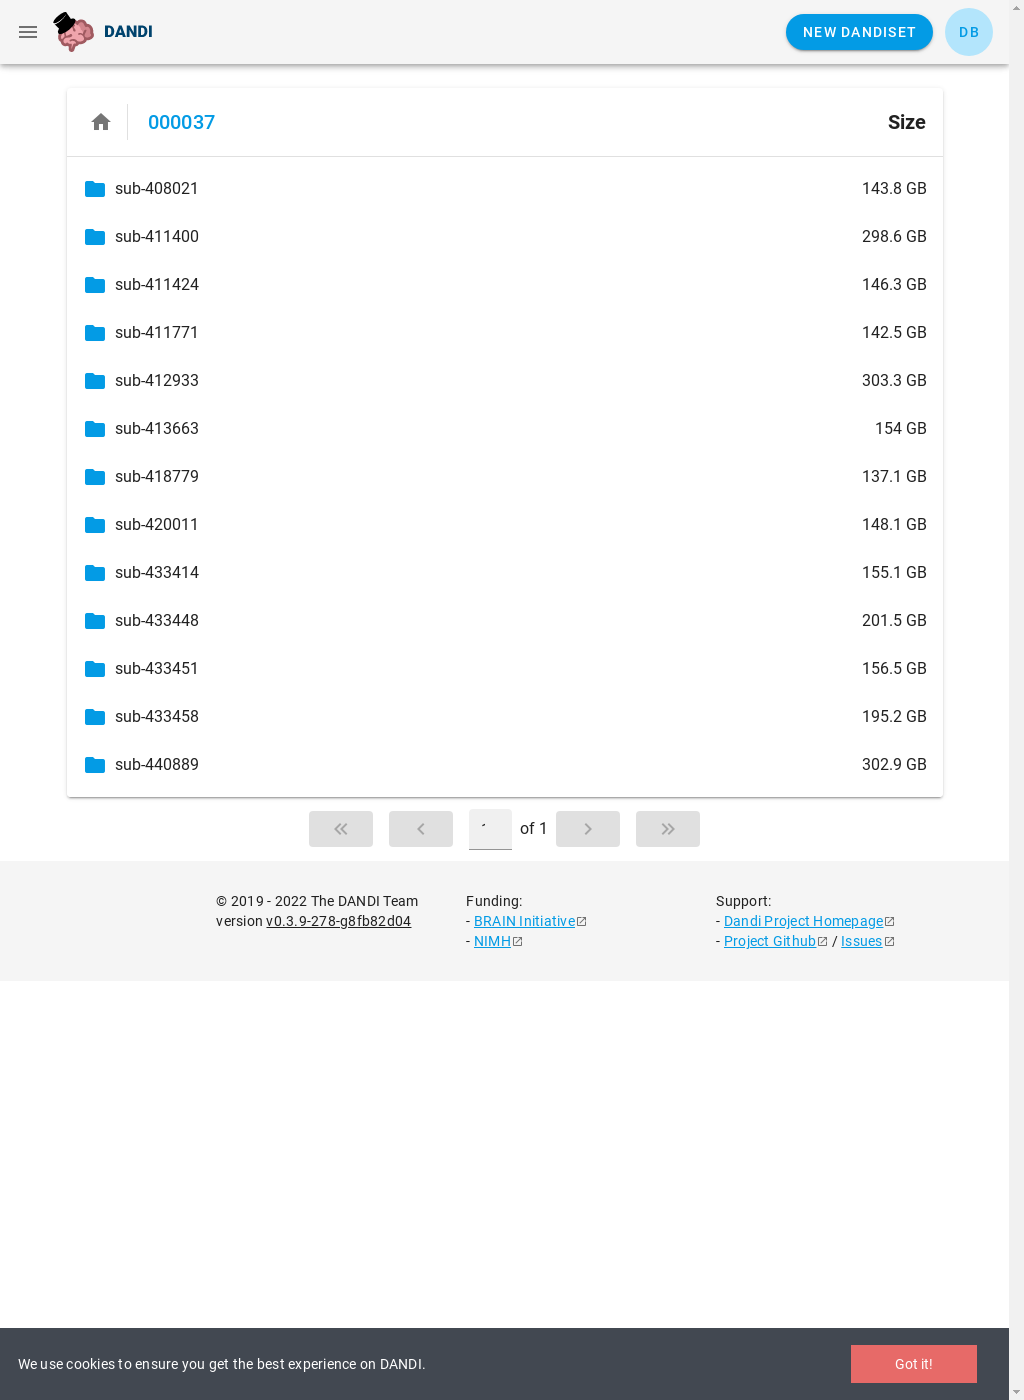 DANDI
NEW DANDISET
DB
000037
Size
sub-408021 143.8 GB
sub-411400 298.6 GB
sub-411424 146.3 GB
sub-411771 142.5 GB
sub-412933 303.3 GB
sub-413663 154 GB
sub-418779 137.1 GB
sub-420011 148.1 GB
sub-433414 155.1 GB
sub-433448 201.5 GB
sub-433451 156.5 GB
sub-433458 195.2 GB
sub-440889 302.9 GB
of 1
© 2019 - 2022 The DANDI Team
version v0.3.9-278-g8fb82d04
Funding:
- BRAIN Initiative
- NIMH
Support:
- Dandi Project Homepage
- Project Github / Issues
We use cookies to ensure you get the best experience on DANDI.
Got it!